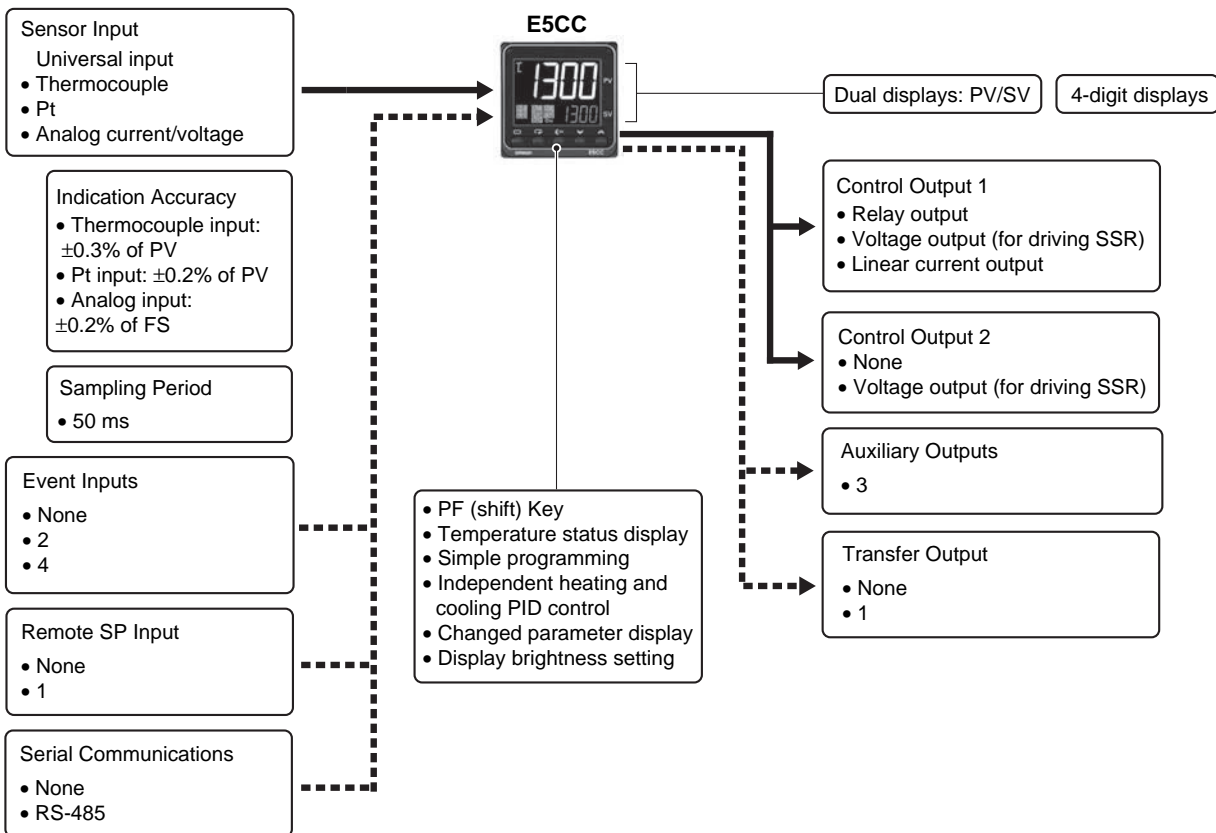 Sensor Input
Universal input
• Thermocouple
• Pt
• Analog current/voltage
Indication Accuracy
• Thermocouple input:
±0.3% of PV
• Pt input: ±0.2% of PV
• Analog input:
±0.2% of FS
Sampling Period
• 50 ms
Event Inputs
• None
• 2
• 4
Remote SP Input
• None
• 1
Serial Communications
• None
• RS-485
E5CC
1300
PV
1300
SV
OMRON
E5CC
• PF (shift) Key
• Temperature status display
• Simple programming
• Independent heating and
cooling PID control
• Changed parameter display
• Display brightness setting
Dual displays: PV/SV
4-digit displays
Control Output 1
• Relay output
• Voltage output (for driving SSR)
• Linear current output
Control Output 2
• None
• Voltage output (for driving SSR)
Auxiliary Outputs
• 3
Transfer Output
• None
• 1